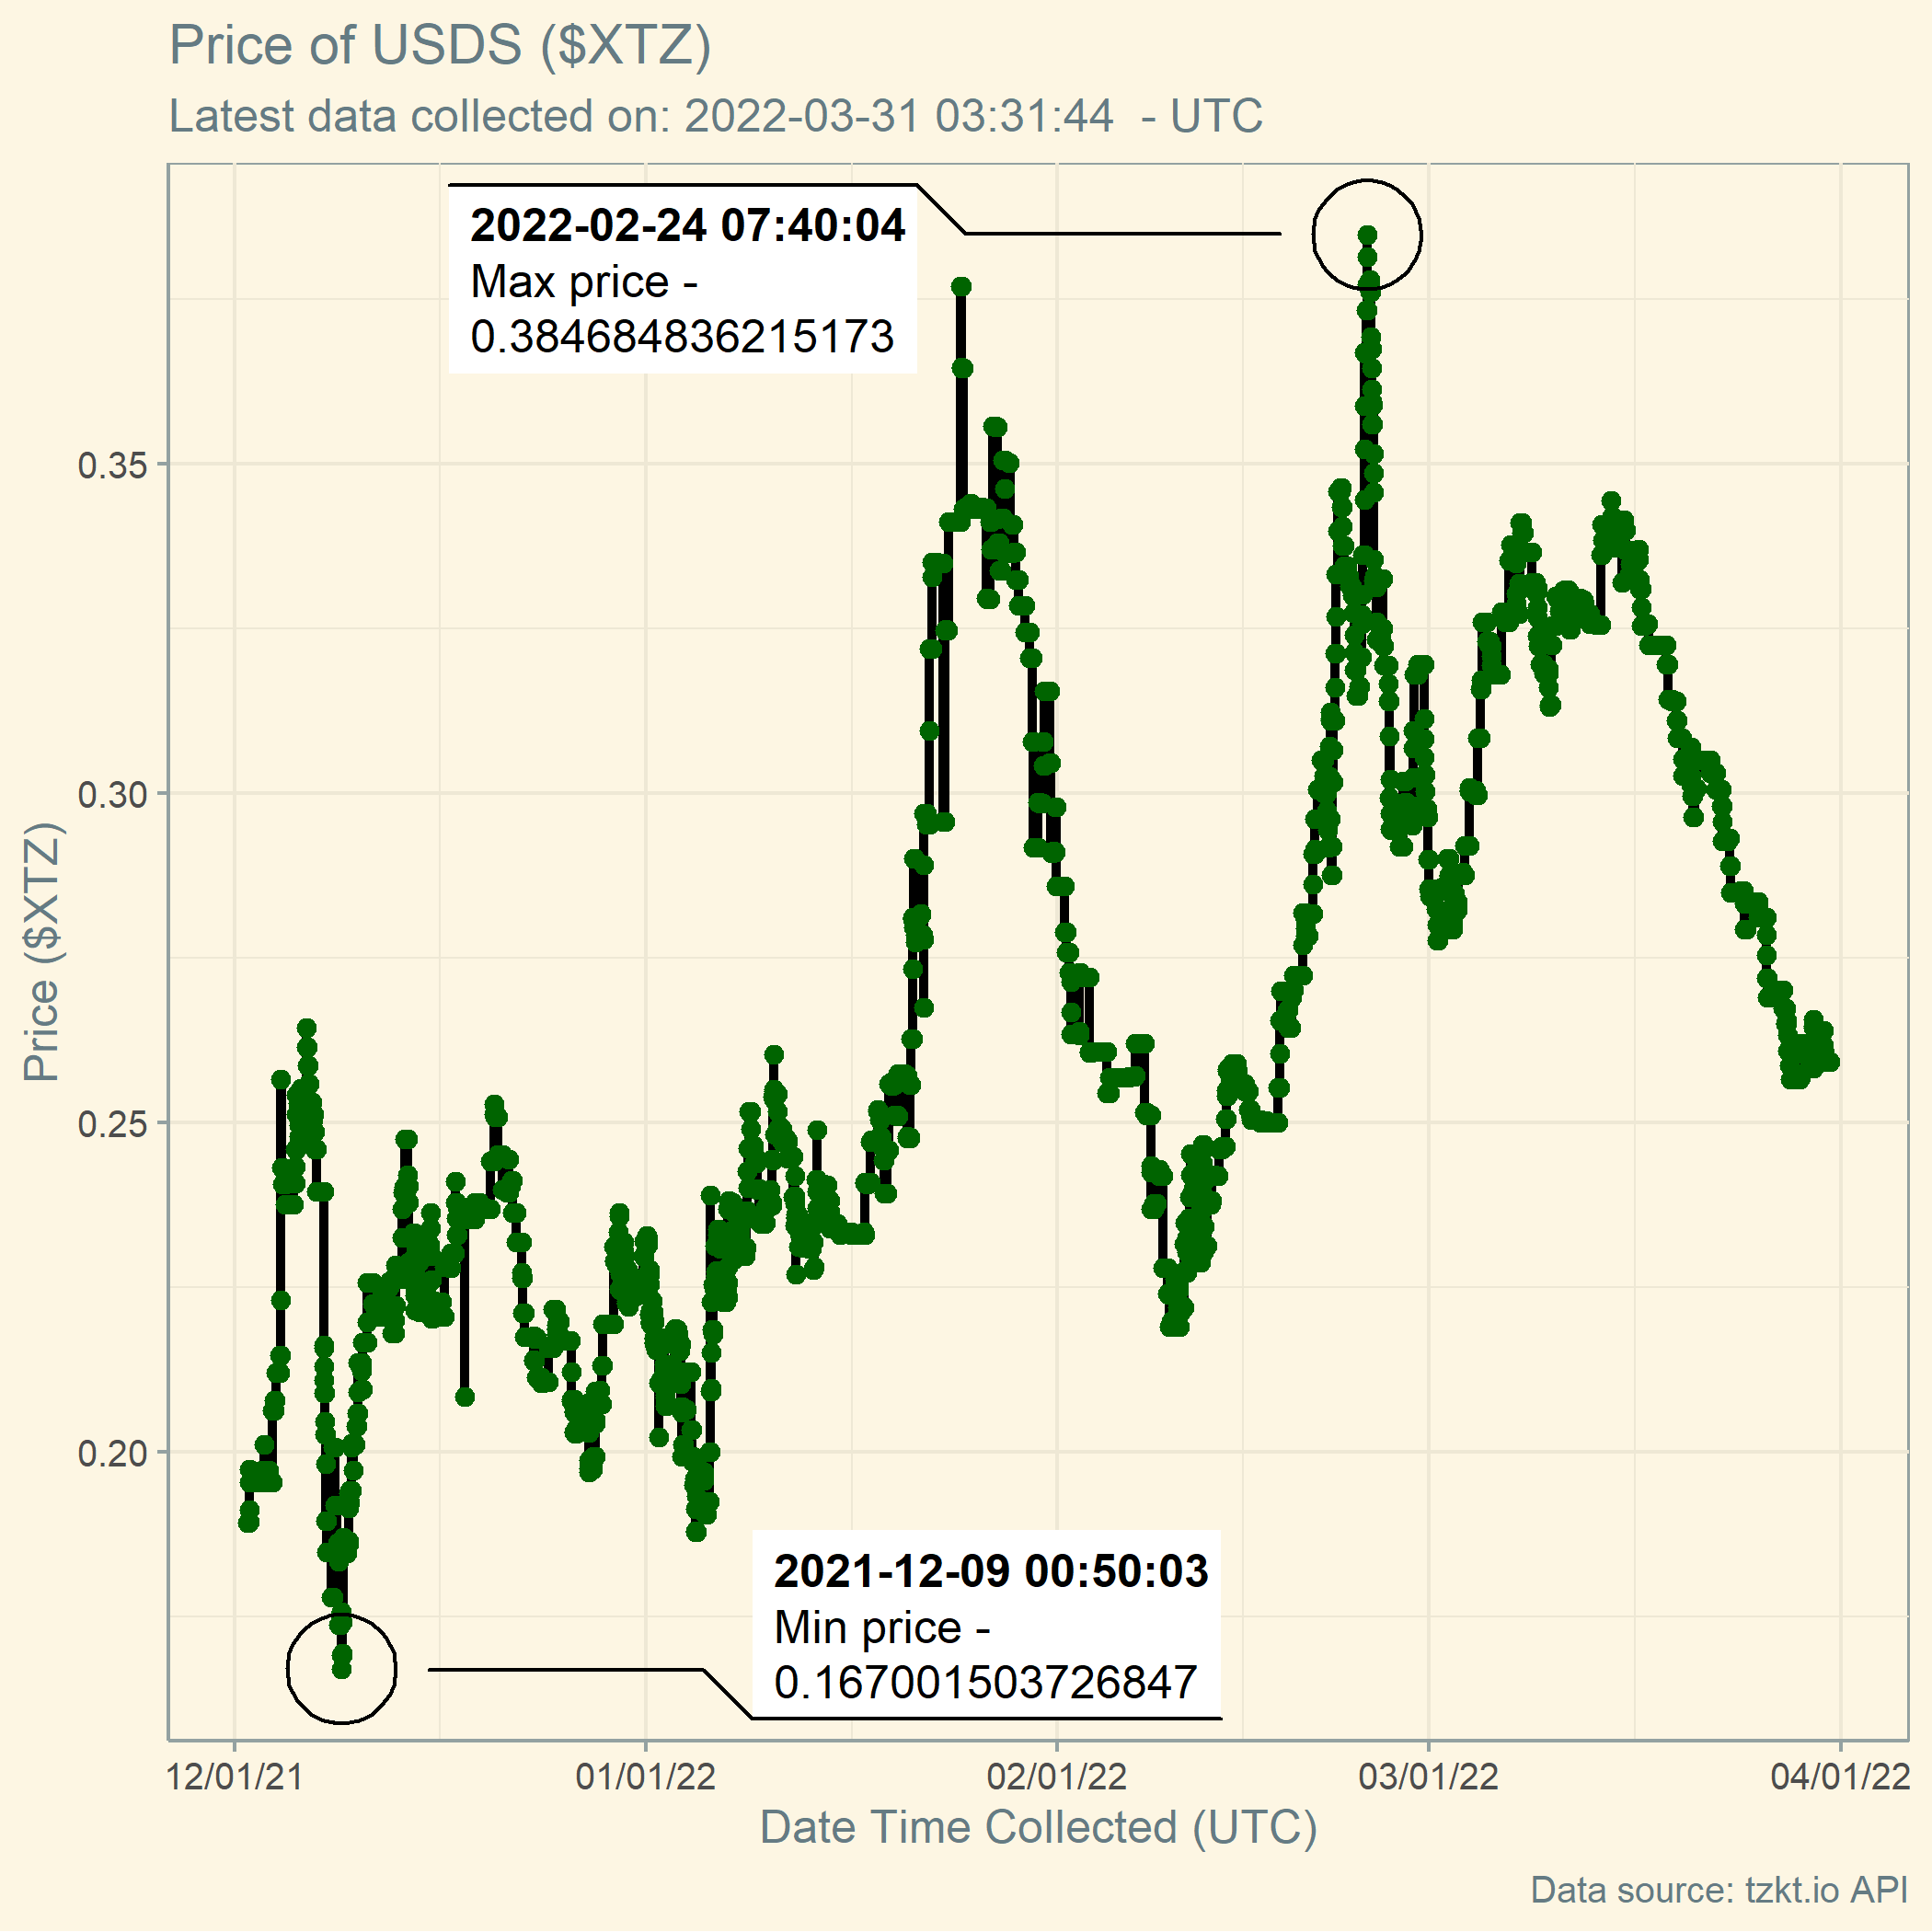 Price of USDS ($XTZ)
Latest data collected on: 2022-03-31 03:31:44  - UTC
2022-02-24 07:40:04
Max price -
0.384684836215173
0.35
0.30
0.25
0.20
Price ($XTZ)
2021-12-09 00:50:03
Min price -
0.167001503726847
12/01/21
01/01/22
02/01/22
03/01/22
04/01/22
Date Time Collected (UTC)
Data source: tzkt.io API